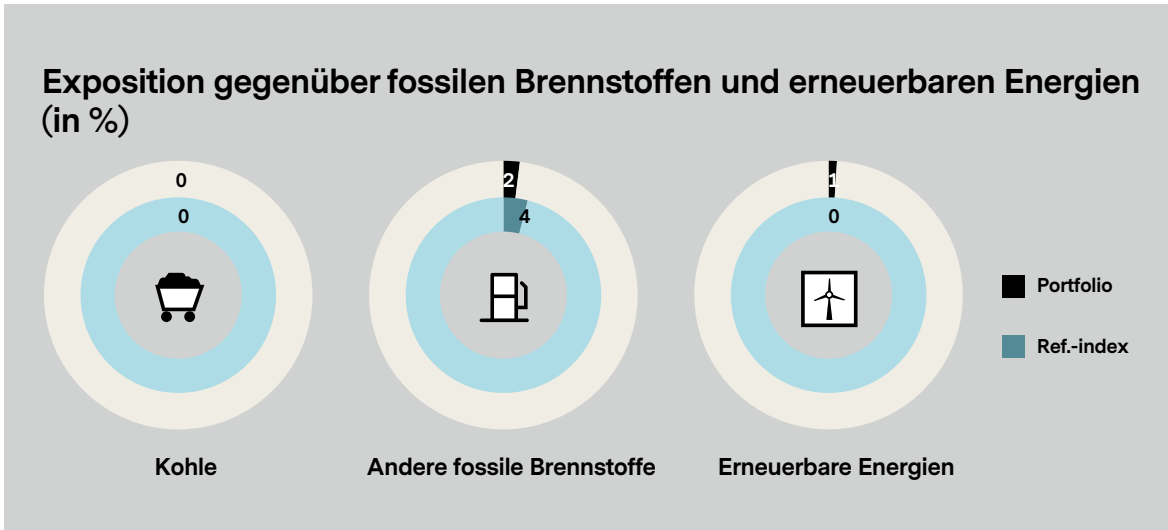 Exposition gegenüber fossilen Brennstoffen und erneuerbaren Energien
(in %)
0
0
2
4
1
0
Portfolio
Ref.-index
Kohle
Andere fossile Brennstoffe
Erneuerbare Energien